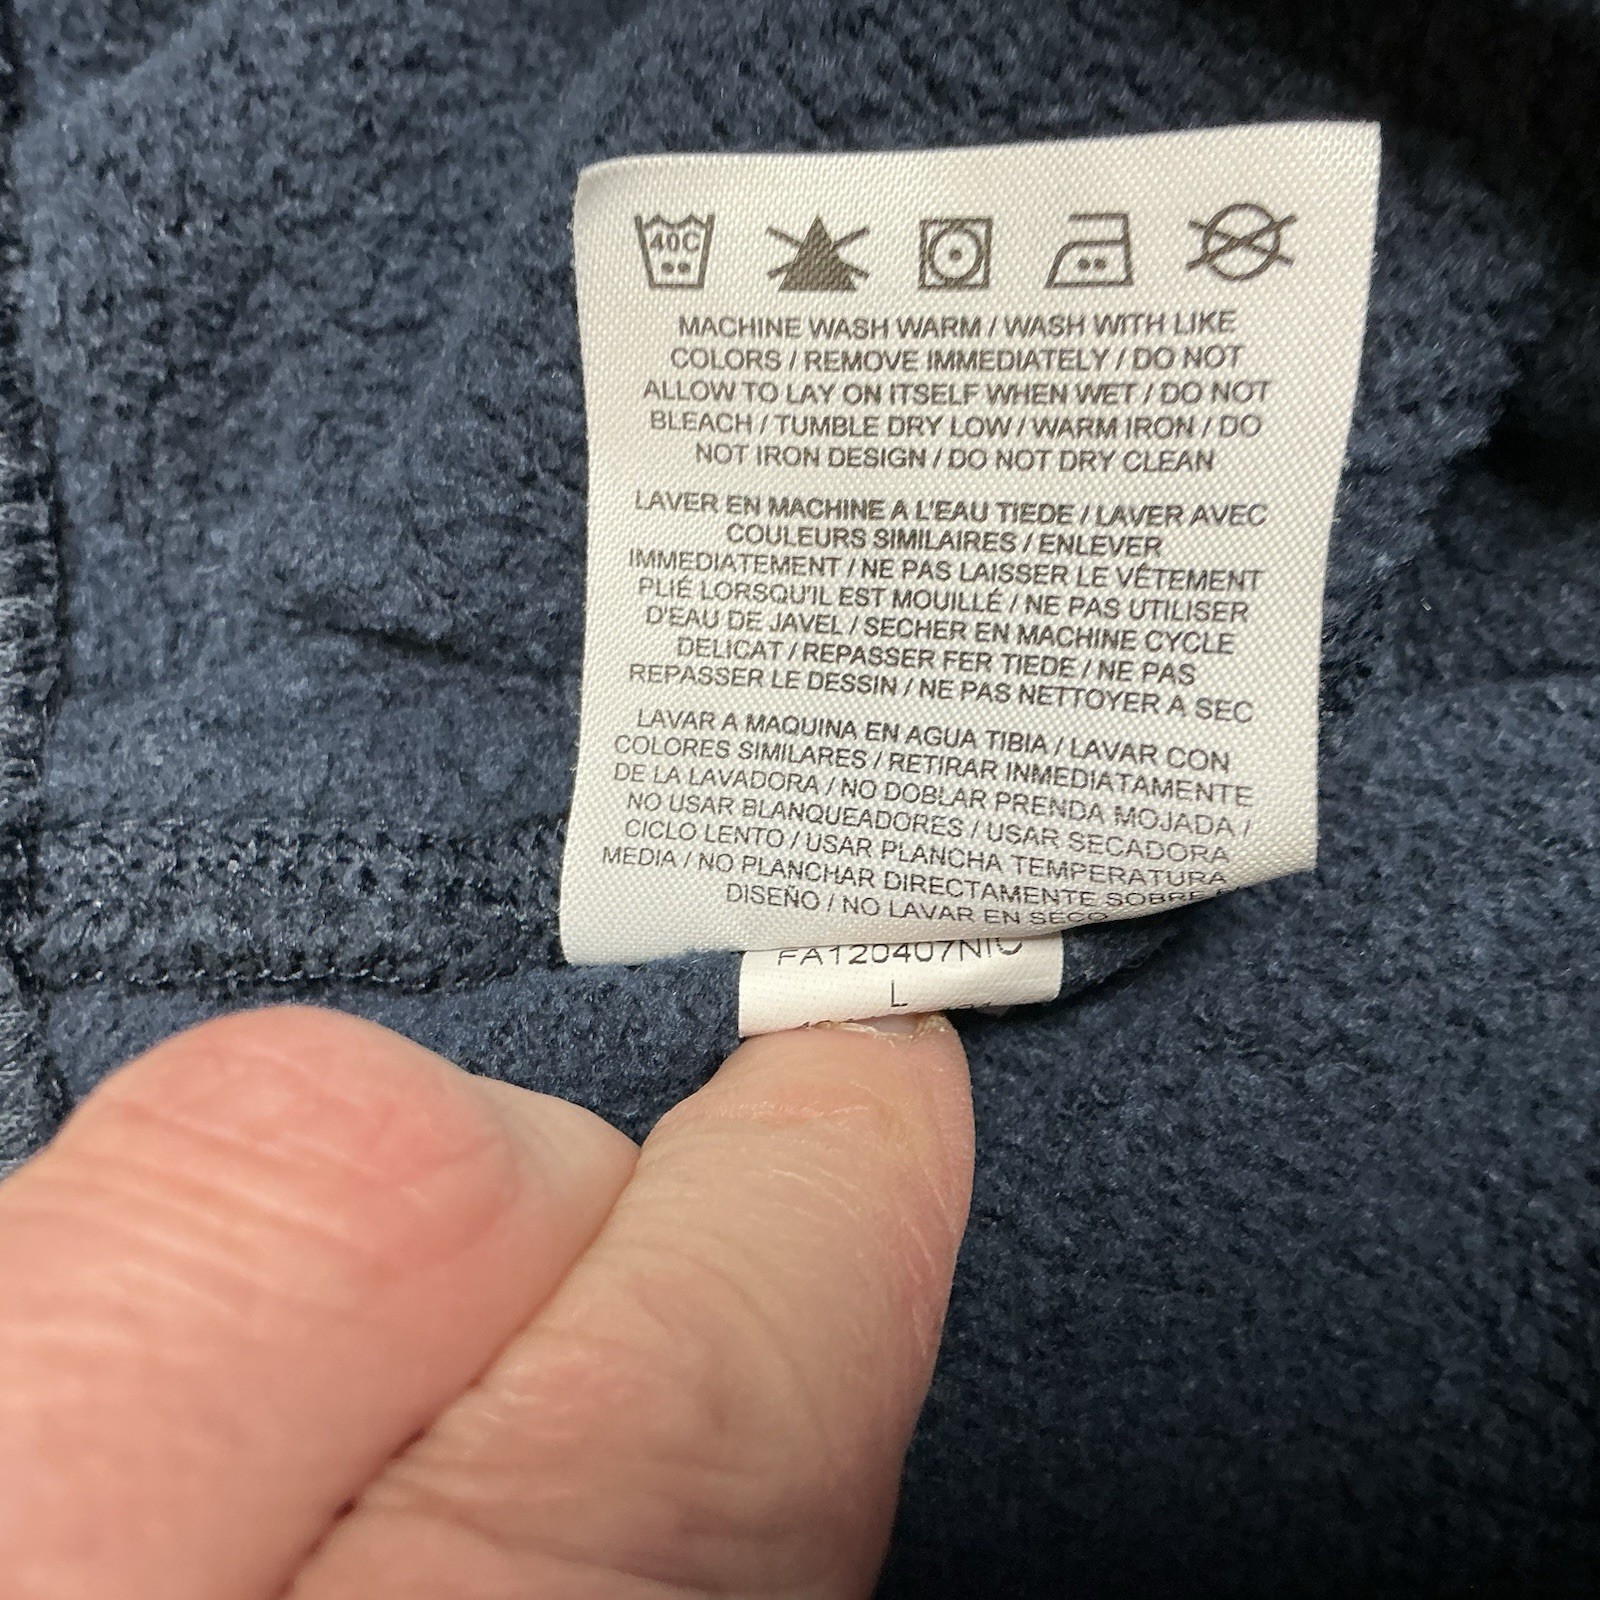 40C
MACHINE WASH WARM / WASH WITH LIKE
COLORS / REMOVE IMMEDIATELY / DO NOT
ALLOW TO LAY ON ITSELF WHEN WET / DO NOT
BLEACH / TUMBLE DRY LOW / WARM IRON / DO
NOT IRON DESIGN / DO NOT DRY CLEAN
LAVER EN MACHINE A L'EAU TIEDE / LAVER AVEC
COULEURS SIMILAIRES / ENLEVER
IMMEDIATEMENT / NE PAS LAISSER LE VÊTEMENT
PLIÉ LORSQU'IL EST MOUILLÉ / NE PAS UTILISER
D'EAU DE JAVEL / SECHER EN MACHINE CYCLE
DELICAT / REPASSER FER TIEDE / NE PAS
REPASSER LE DESSIN / NE PAS NETTOYER A SEC
LAVAR A MAQUINA EN AGUA TIBIA / LAVAR CON
COLORES SIMILARES / RETIRAR INMEDIATAMENTE
DE LA LAVADORA / NO DOBLAR PRENDA MOJADA /
NO USAR BLANQUEADORES / USAR SECADORA
CICLO LENTO / USAR PLANCHA TEMPERATURA
MEDIA / NO PLANCHAR DIRECTAMENTE SOBRE
DISEÑO / NO LAVAR EN SECO
FA120407NIC
L